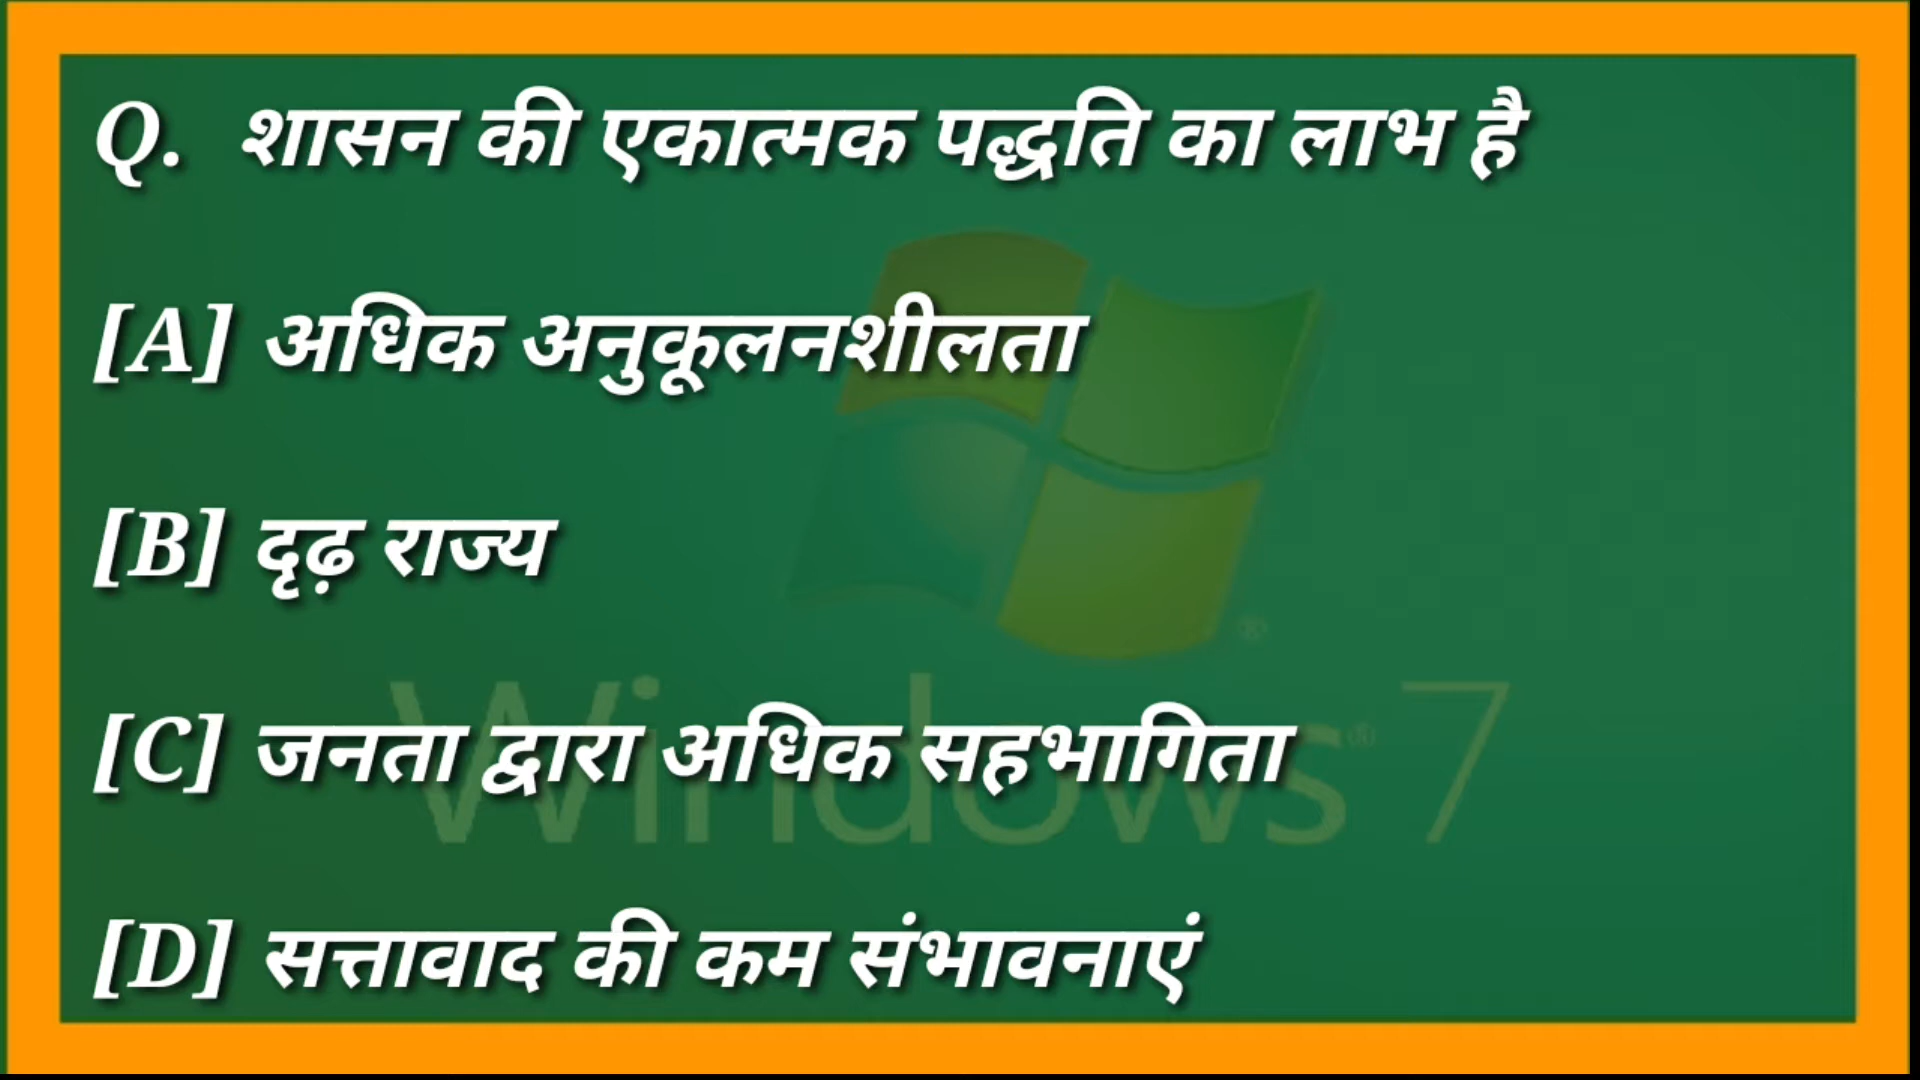 Q. शासन की एकात्मक पद्धति का लाभ है
[A] अधिक अनुकूलनशीलता
[B] दृढ़ राज्य
[C] जनता द्वारा अधिक सहभागिता
Windows 7
[D] सत्तावाद की कम संभावनाएं